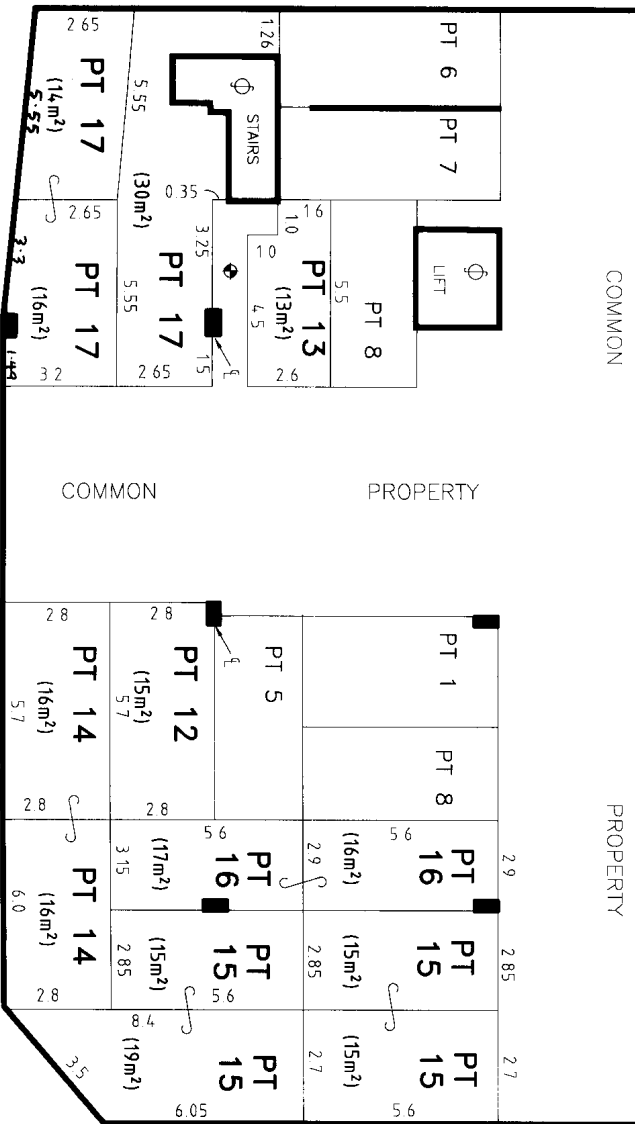 COMMON
PROPERTY
PT 6
PT 7
1.26
STAIRS
2 65
PT 17
(14m²)
5.55
5.55
(30m²)
PT 17
5.55
2.65
0.35
3.25
1 5
℄
2.65
PT 17
(16m²)
3.3
1.49
3 2
1 6
1.0
1 0
PT 13
(13m²)
4 5
2.6
5 5
PT 8
LIFT
COMMON
PROPERTY
PT 1
PT 8
PT 5
℄
2 8
PT 12
(15m²)
5.7
2.8
2 8
PT 14
(16m²)
5 7
2.8
PT 14
(16m²)
6.0
2.8
5 6
PT
16
(17m²)
3.15
5 6
PT
16
(16m²)
2.9
2 9
PT
15
(15m²)
2 85
5.6
PT
15
(15m²)
2.85
2.85
8.4
PT
15
(19m²)
6.05
3.5
PT
15
(15m²)
2.7
2.7
5.6